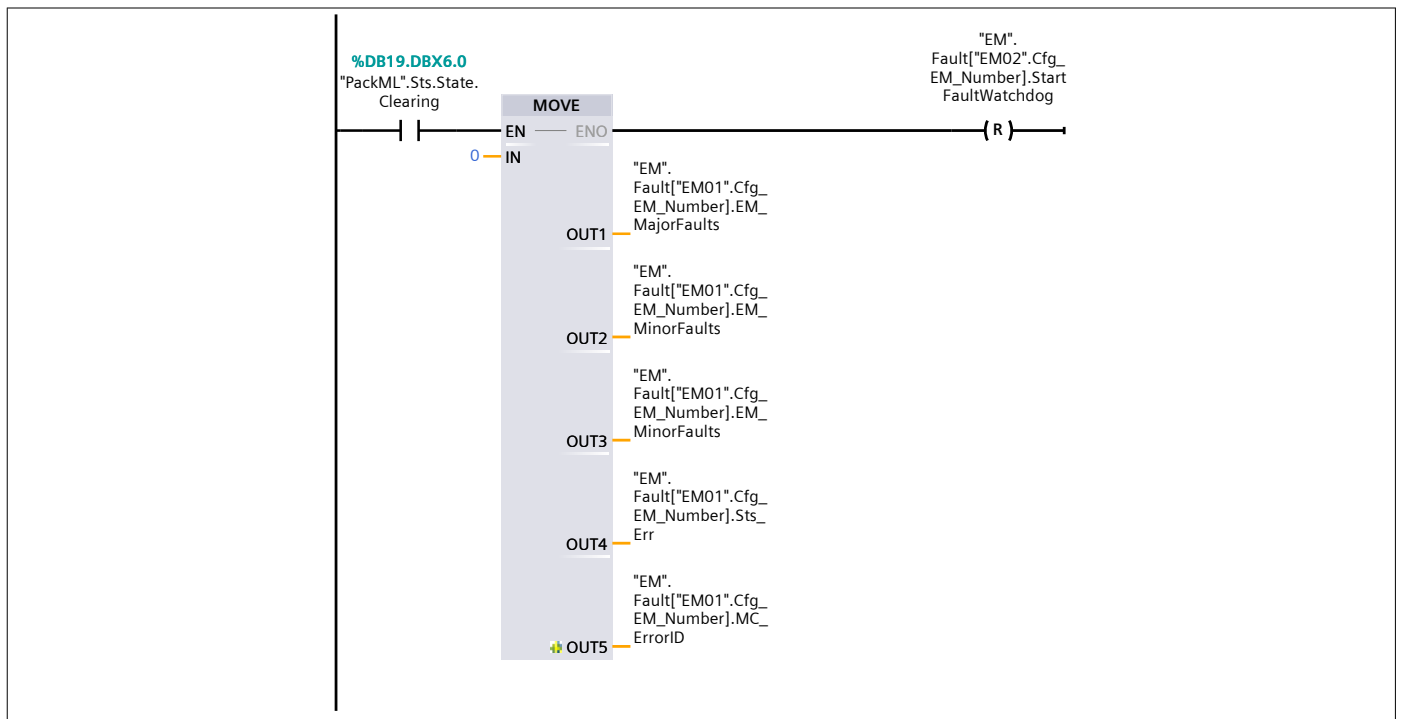 %DB19.DBX6.0
"PackML".Sts.State.
Clearing
"EM".
Fault["EM02".Cfg_
EM_Number].Start
FaultWatchdog
MOVE
EN
ENO
R
0
IN
"EM".
Fault["EM01".Cfg_
EM_Number].EM_
MajorFaults
OUT1
"EM".
Fault["EM01".Cfg_
EM_Number].EM_
MinorFaults
OUT2
"EM".
Fault["EM01".Cfg_
EM_Number].EM_
MinorFaults
OUT3
"EM".
Fault["EM01".Cfg_
EM_Number].Sts_
Err
OUT4
"EM".
Fault["EM01".Cfg_
EM_Number].MC_
ErrorID
OUT5